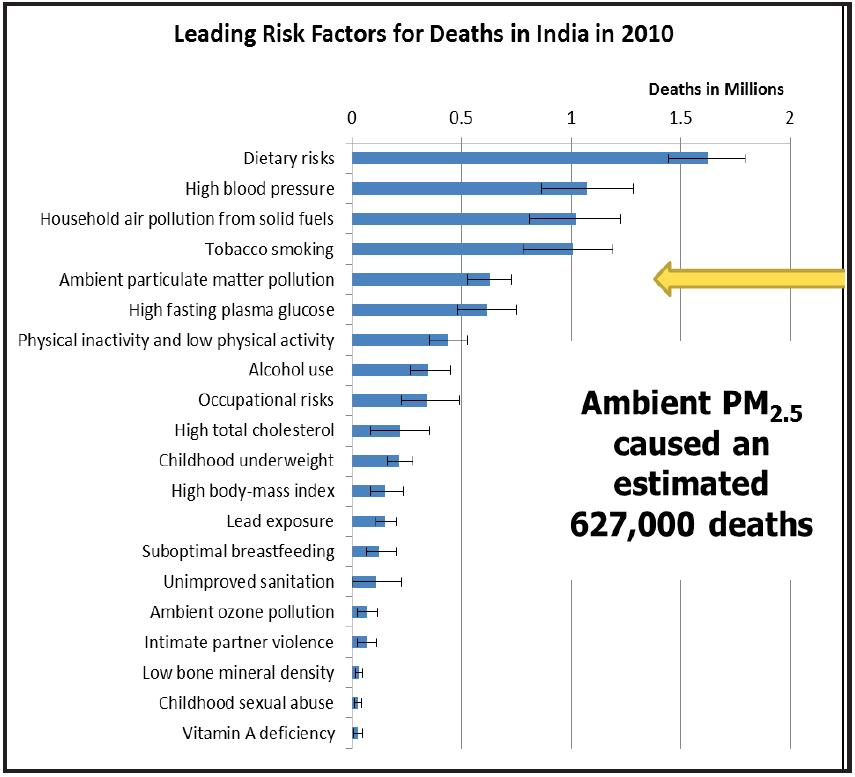 Leading Risk Factors for Deaths in India in 2010
Deaths in Millions
0 0.5 1 1.5 2
Dietary risks
High blood pressure
Household air pollution from solid fuels
Tobacco smoking
Ambient particulate matter pollution
High fasting plasma glucose
Physical inactivity and low physical activity
Alcohol use
Occupational risks
High total cholesterol
Childhood underweight
High body-mass index
Lead exposure
Suboptimal breastfeeding
Unimproved sanitation
Ambient ozone pollution
Intimate partner violence
Low bone mineral density
Childhood sexual abuse
Vitamin A deficiency
Ambient PM2.5
caused an
estimated
627,000 deaths